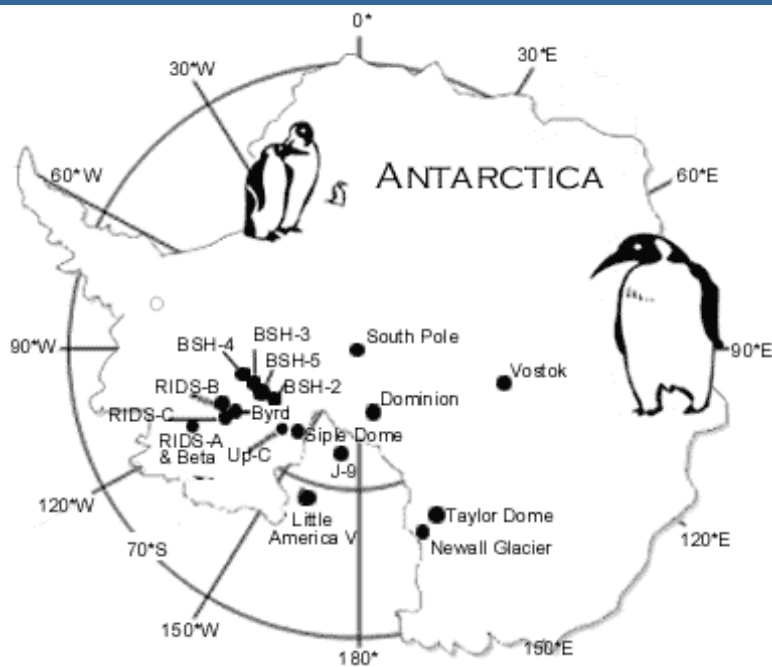 0*
30*W
30*E
60*W
ANTARCTICA
60*E
90*W
BSH-4
BSH-3
South Pole
90*E
BSH-5
Vostok
RIDS-B
BSH-2
Dominion
RIDS-C
Byrd
RIDS-A
& Beta
Up-C
Siple Dome
J-9
120*W
Little
America V
Taylor Dome
120*E
70*S
Newall Glacier
150*W
150*E
180*